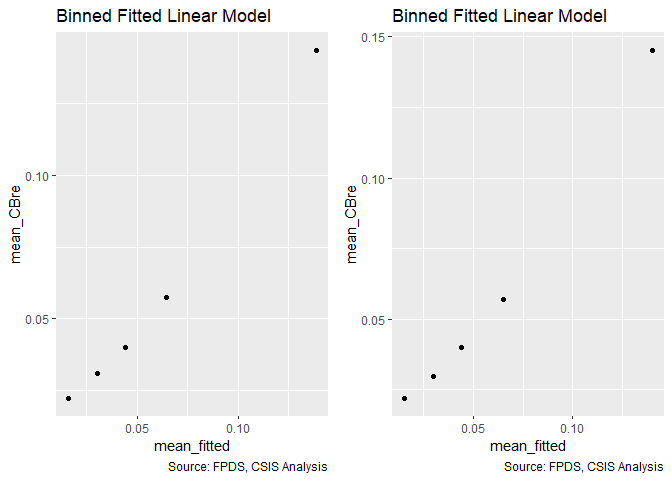 Binned Fitted Linear Model
mean_CBre
0.10
0.05
0.05 0.10
mean_fitted
Source: FPDS, CSIS Analysis
Binned Fitted Linear Model
mean_CBre
0.15
0.10
0.05
0.05 0.10
mean_fitted
Source: FPDS, CSIS Analysis